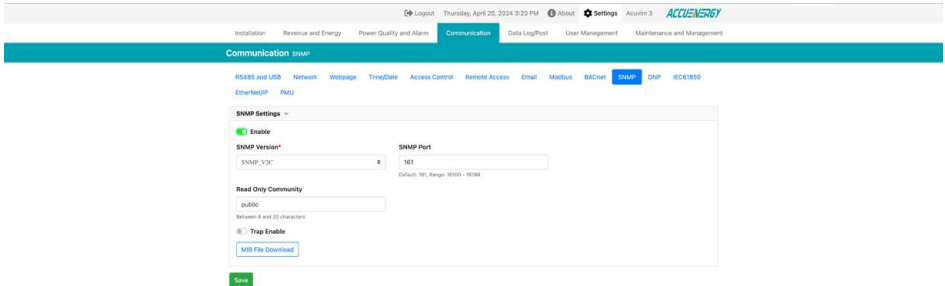 Logout Thursday, April 25, 2024 3:20 PM About Settings Acuvim 3 ACCUENERGY
Installation Revenue and Energy Power Quality and Alarm Communication Data Log/Post User Management Maintenance and Management
Communication SNMP
RS485 and USB Network Webpage Time/Date Access Control Remote Access Email Modbus BACnet SNMP DNP IEC61850
EtherNet/IP PMU
SNMP Settings
Enable
SNMP Version* SNMP Port
SNMP_V2C 161
Default: 161, Range: 16100 - 16199
Read Only Community
public
Between 6 and 20 characters
Trap Enable
MIB File Download
Save